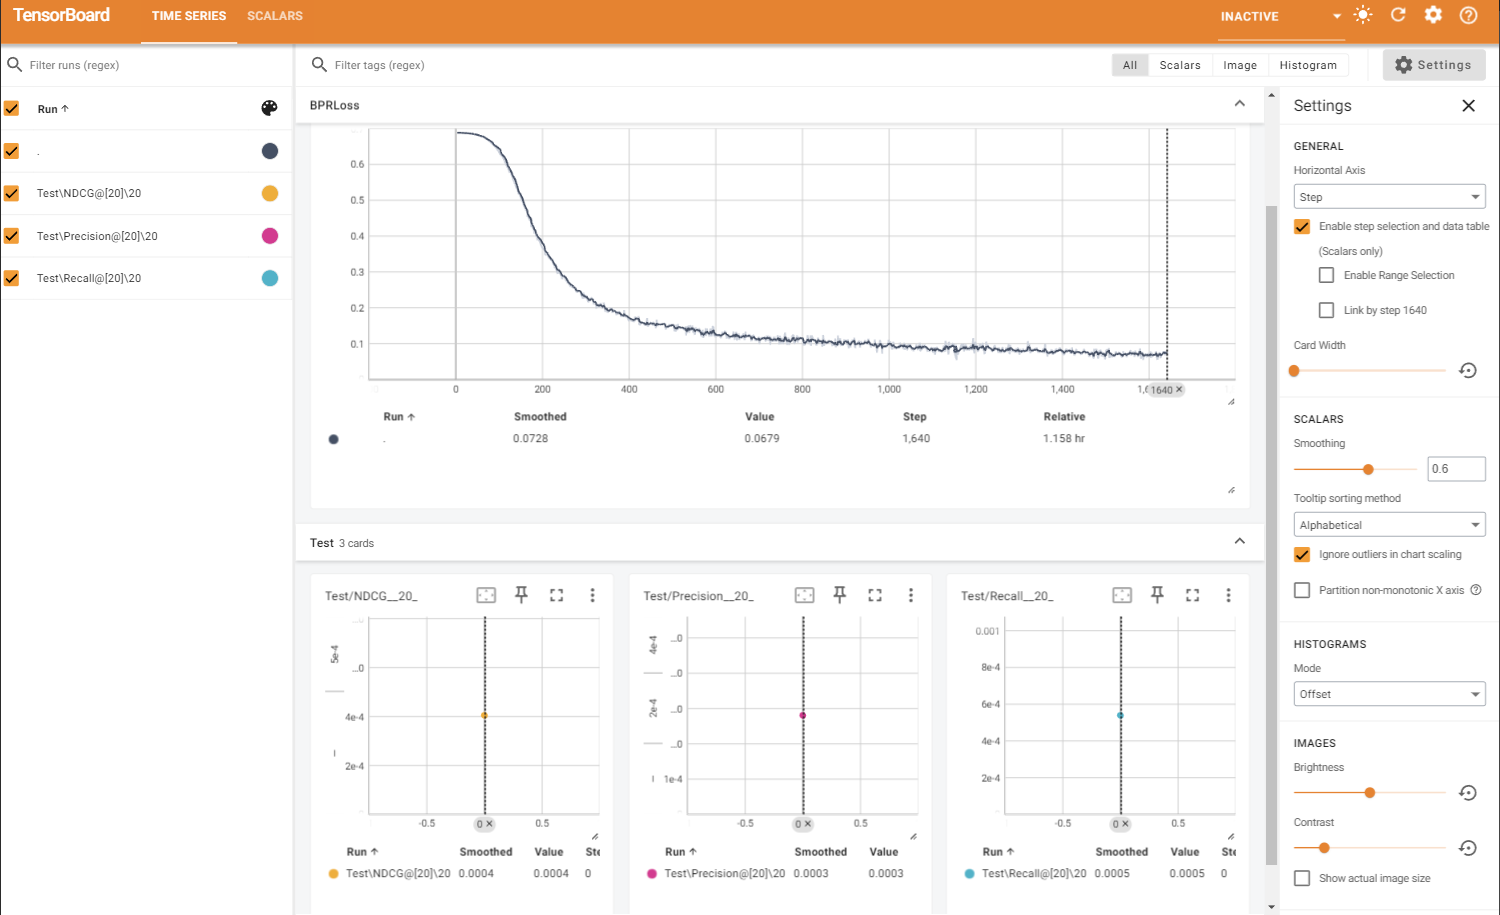 TensorBoard
TIME SERIES
SCALARS
INACTIVE
Filter runs (regex)
Filter tags (regex)
All
Scalars
Image
Histogram
Settings
Run
.
Test\NDCG@[20]\20
Test\Precision@[20]\20
Test\Recall@[20]\20
BPRLoss
0.6
0.5
0.4
0.3
0.2
0.1
0 200 400 600 800 1,000 1,200 1,400 1,6 1640
Run Smoothed Value Step Relative
. 0.0728 0.0679 1,640 1.158 hr
Test 3 cards
Test/NDCG__20_
5e-4
...0
4e-4
2e-4
-0.5 0 0.5
Run Smoothed Value Ste
Test\NDCG@[20]\20 0.0004 0.0004 0
Test/Precision__20_
4e-4
...0
...0
2e-4
...0
...0
1e-4
-0.5 0 0.5
Run Smoothed Value
Test\Precision@[20]\20 0.0003 0.0003
Test/Recall__20_
0.001
8e-4
6e-4
4e-4
2e-4
-0.5 0 0.5
Run Smoothed Value Ste
Test\Recall@[20]\20 0.0005 0.0005 0
Settings
GENERAL
Horizontal Axis
Step
Enable step selection and data table
(Scalars only)
Enable Range Selection
Link by step 1640
Card Width
SCALARS
Smoothing
0.6
Tooltip sorting method
Alphabetical
Ignore outliers in chart scaling
Partition non-monotonic X axis
HISTOGRAMS
Mode
Offset
IMAGES
Brightness
Contrast
Show actual image size